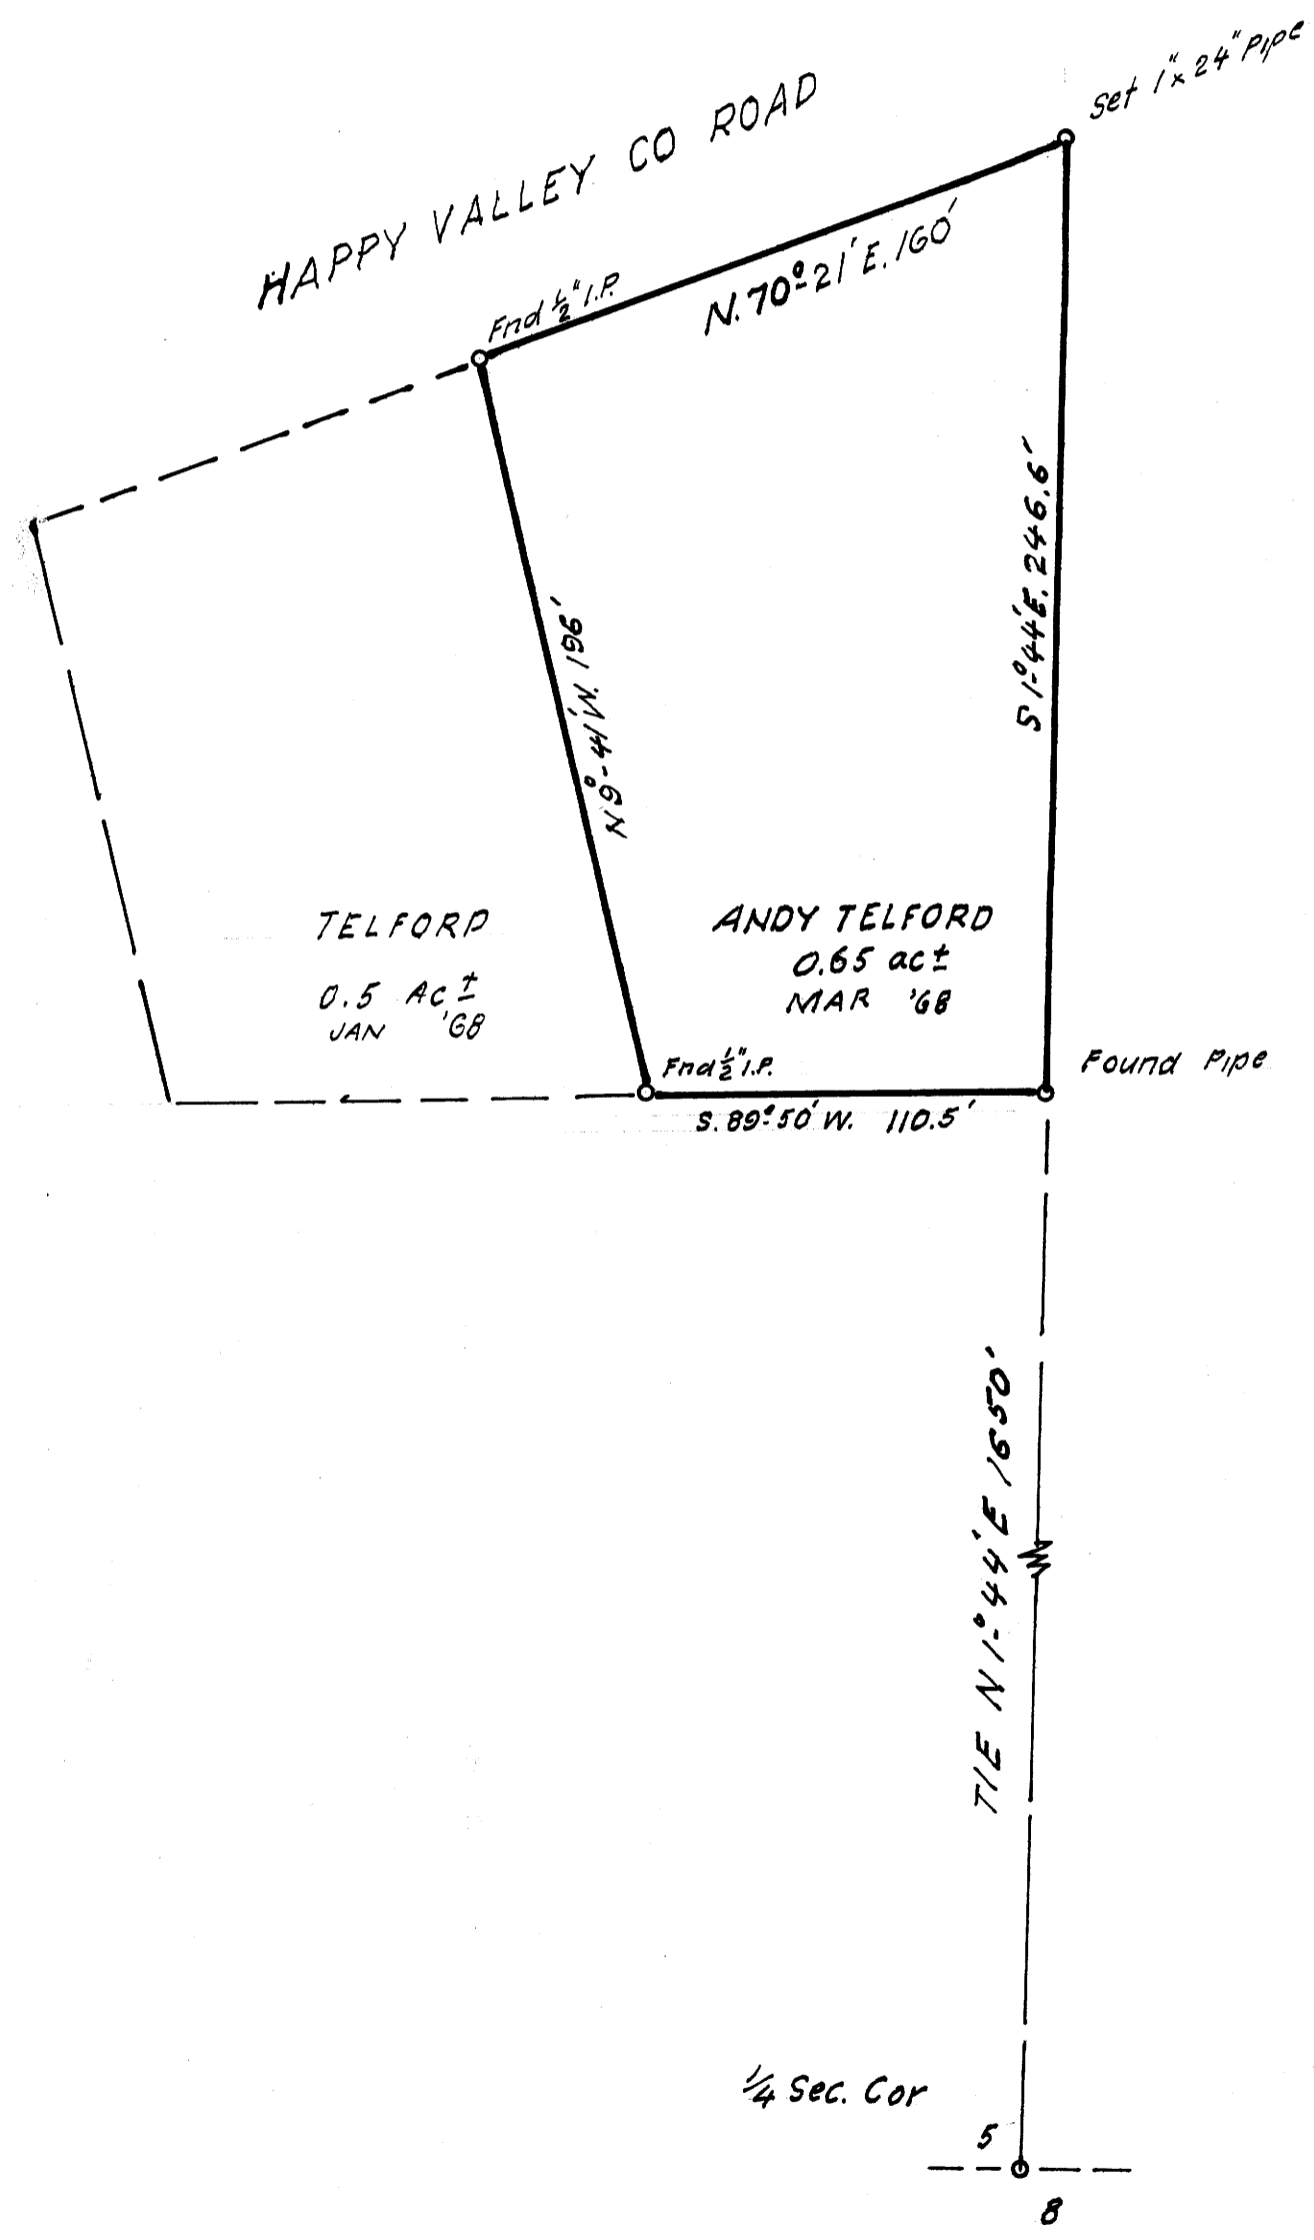 Set 1" x 24" Pipe
HAPPY VALLEY CO ROAD
Fnd ½" I.P.
N. 70°-21' E. 160'
S 1°-44' E. 246.6'
N 9°-41' W. 196'
TELFORD
0.5 Ac ±
JAN '68
ANDY TELFORD
0.65 ac ±
MAR '68
Fnd ½" I.P.
Found Pipe
S. 89°-50' W. 110.5'
TIE N 1°-44' E 1650'
¼ Sec. Cor
5
8